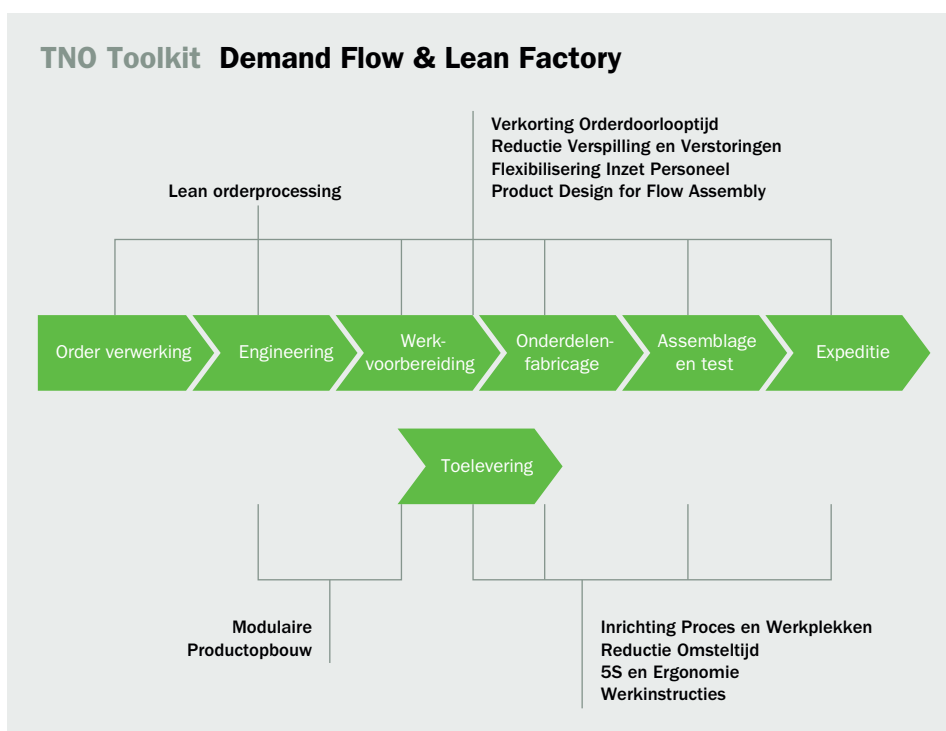 TNO Toolkit Demand Flow & Lean Factory
Verkorting Orderdoorlooptijd
Reductie Verspilling en Verstoringen
Flexibilisering Inzet Personeel
Product Design for Flow Assembly
Lean orderprocessing
Order verwerking
Engineering
Werk-
voorbereiding
Onderdelen-
fabricage
Assemblage
en test
Expeditie
Toelevering
Modulaire
Productopbouw
Inrichting Proces en Werkplekken
Reductie Omsteltijd
5S en Ergonomie
Werkinstructies